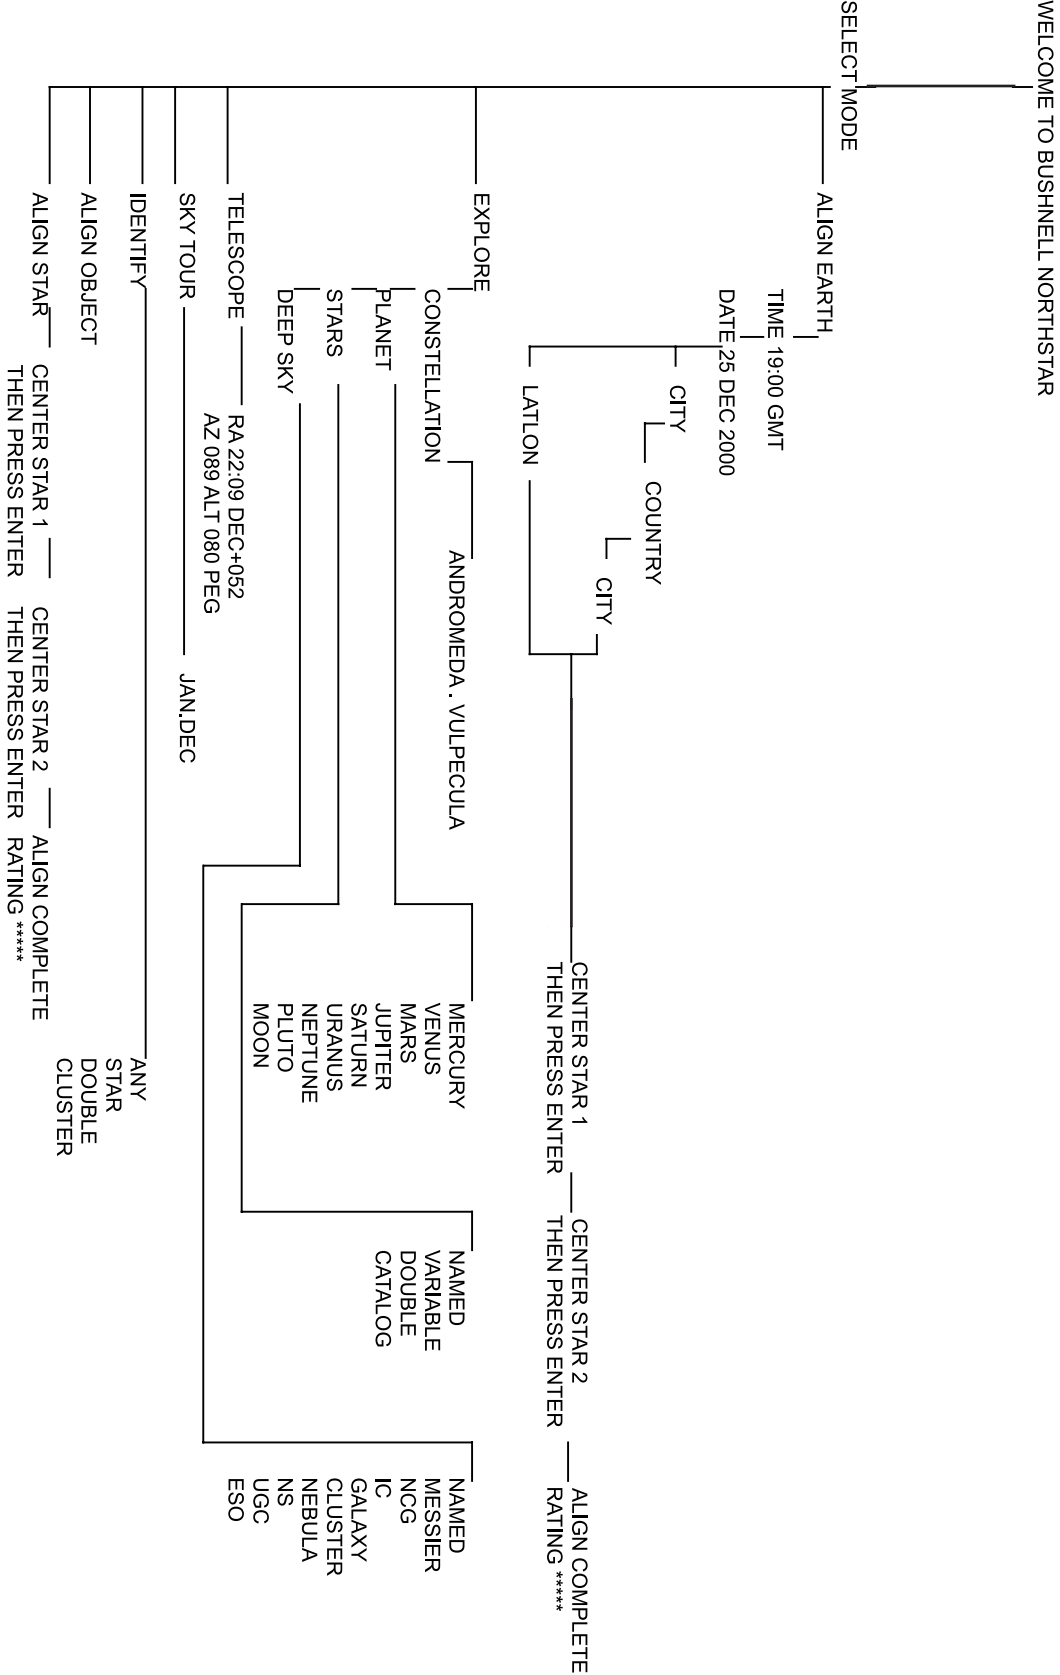 WELCOME TO BUSHNELL NORTHSTAR
SELECT MODE
ALIGN EARTH
TIME 19:00 GMT
DATE 25 DEC 2000
CITY
COUNTRY
CITY
LATLON
CENTER STAR 1
THEN PRESS ENTER
CENTER STAR 2
THEN PRESS ENTER
ALIGN COMPLETE
RATING *****
EXPLORE
CONSTELLATION
ANDROMEDA . VULPECULA
PLANET
MERCURY
VENUS
MARS
JUPITER
SATURN
URANUS
NEPTUNE
PLUTO
MOON
STARS
NAMED
VARIABLE
DOUBLE
CATALOG
DEEP SKY
NAMED
MESSIER
NCG
IC
GALAXY
CLUSTER
NEBULA
NS
UGC
ESO
TELESCOPE
RA 22:09 DEC+052
AZ 089 ALT 080 PEG
SKY TOUR
JAN.DEC
IDENTIFY
ANY
STAR
DOUBLE
CLUSTER
ALIGN OBJECT
ALIGN STAR
CENTER STAR 1
THEN PRESS ENTER
CENTER STAR 2
THEN PRESS ENTER
ALIGN COMPLETE
RATING *****